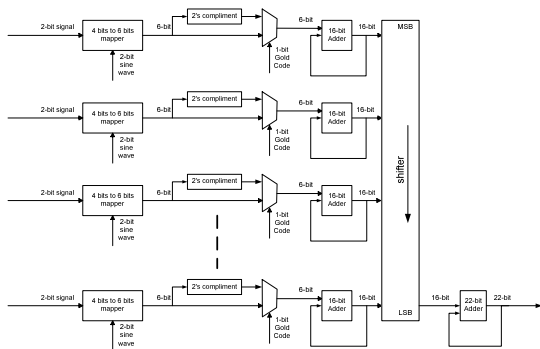 2-bit signal
4 bits to 6 bits
mapper
6-bit
2's compliment
2-bit
sine
wave
1-bit
Gold
Code
6-bit
16-bit
Adder
16-bit
MSB
2-bit signal
4 bits to 6 bits
mapper
6-bit
2's compliment
2-bit
sine
wave
1-bit
Gold
Code
6-bit
16-bit
Adder
16-bit
shifter
2-bit signal
4 bits to 6 bits
mapper
6-bit
2's compliment
2-bit
sine
wave
1-bit
Gold
Code
6-bit
16-bit
Adder
16-bit
2-bit signal
4 bits to 6 bits
mapper
6-bit
2's compliment
2-bit
sine
wave
1-bit
Gold
Code
6-bit
16-bit
Adder
16-bit
LSB
16-bit
22-bit
Adder
22-bit